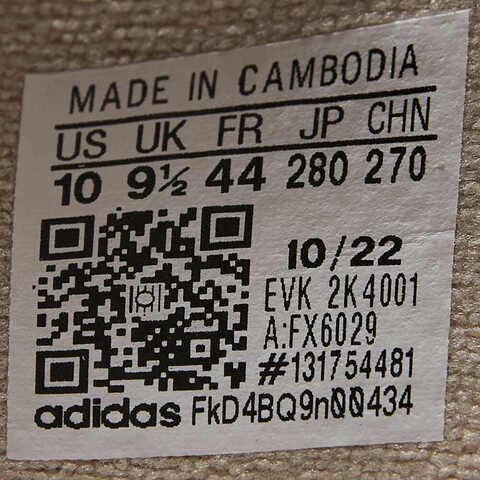 MADE IN CAMBODIA
US UK FR JP CHN
10 9½ 44 280 270
10/22
EVK 2K4001
A:FX6029
#131754481
adidas FkD4BQ9n00434